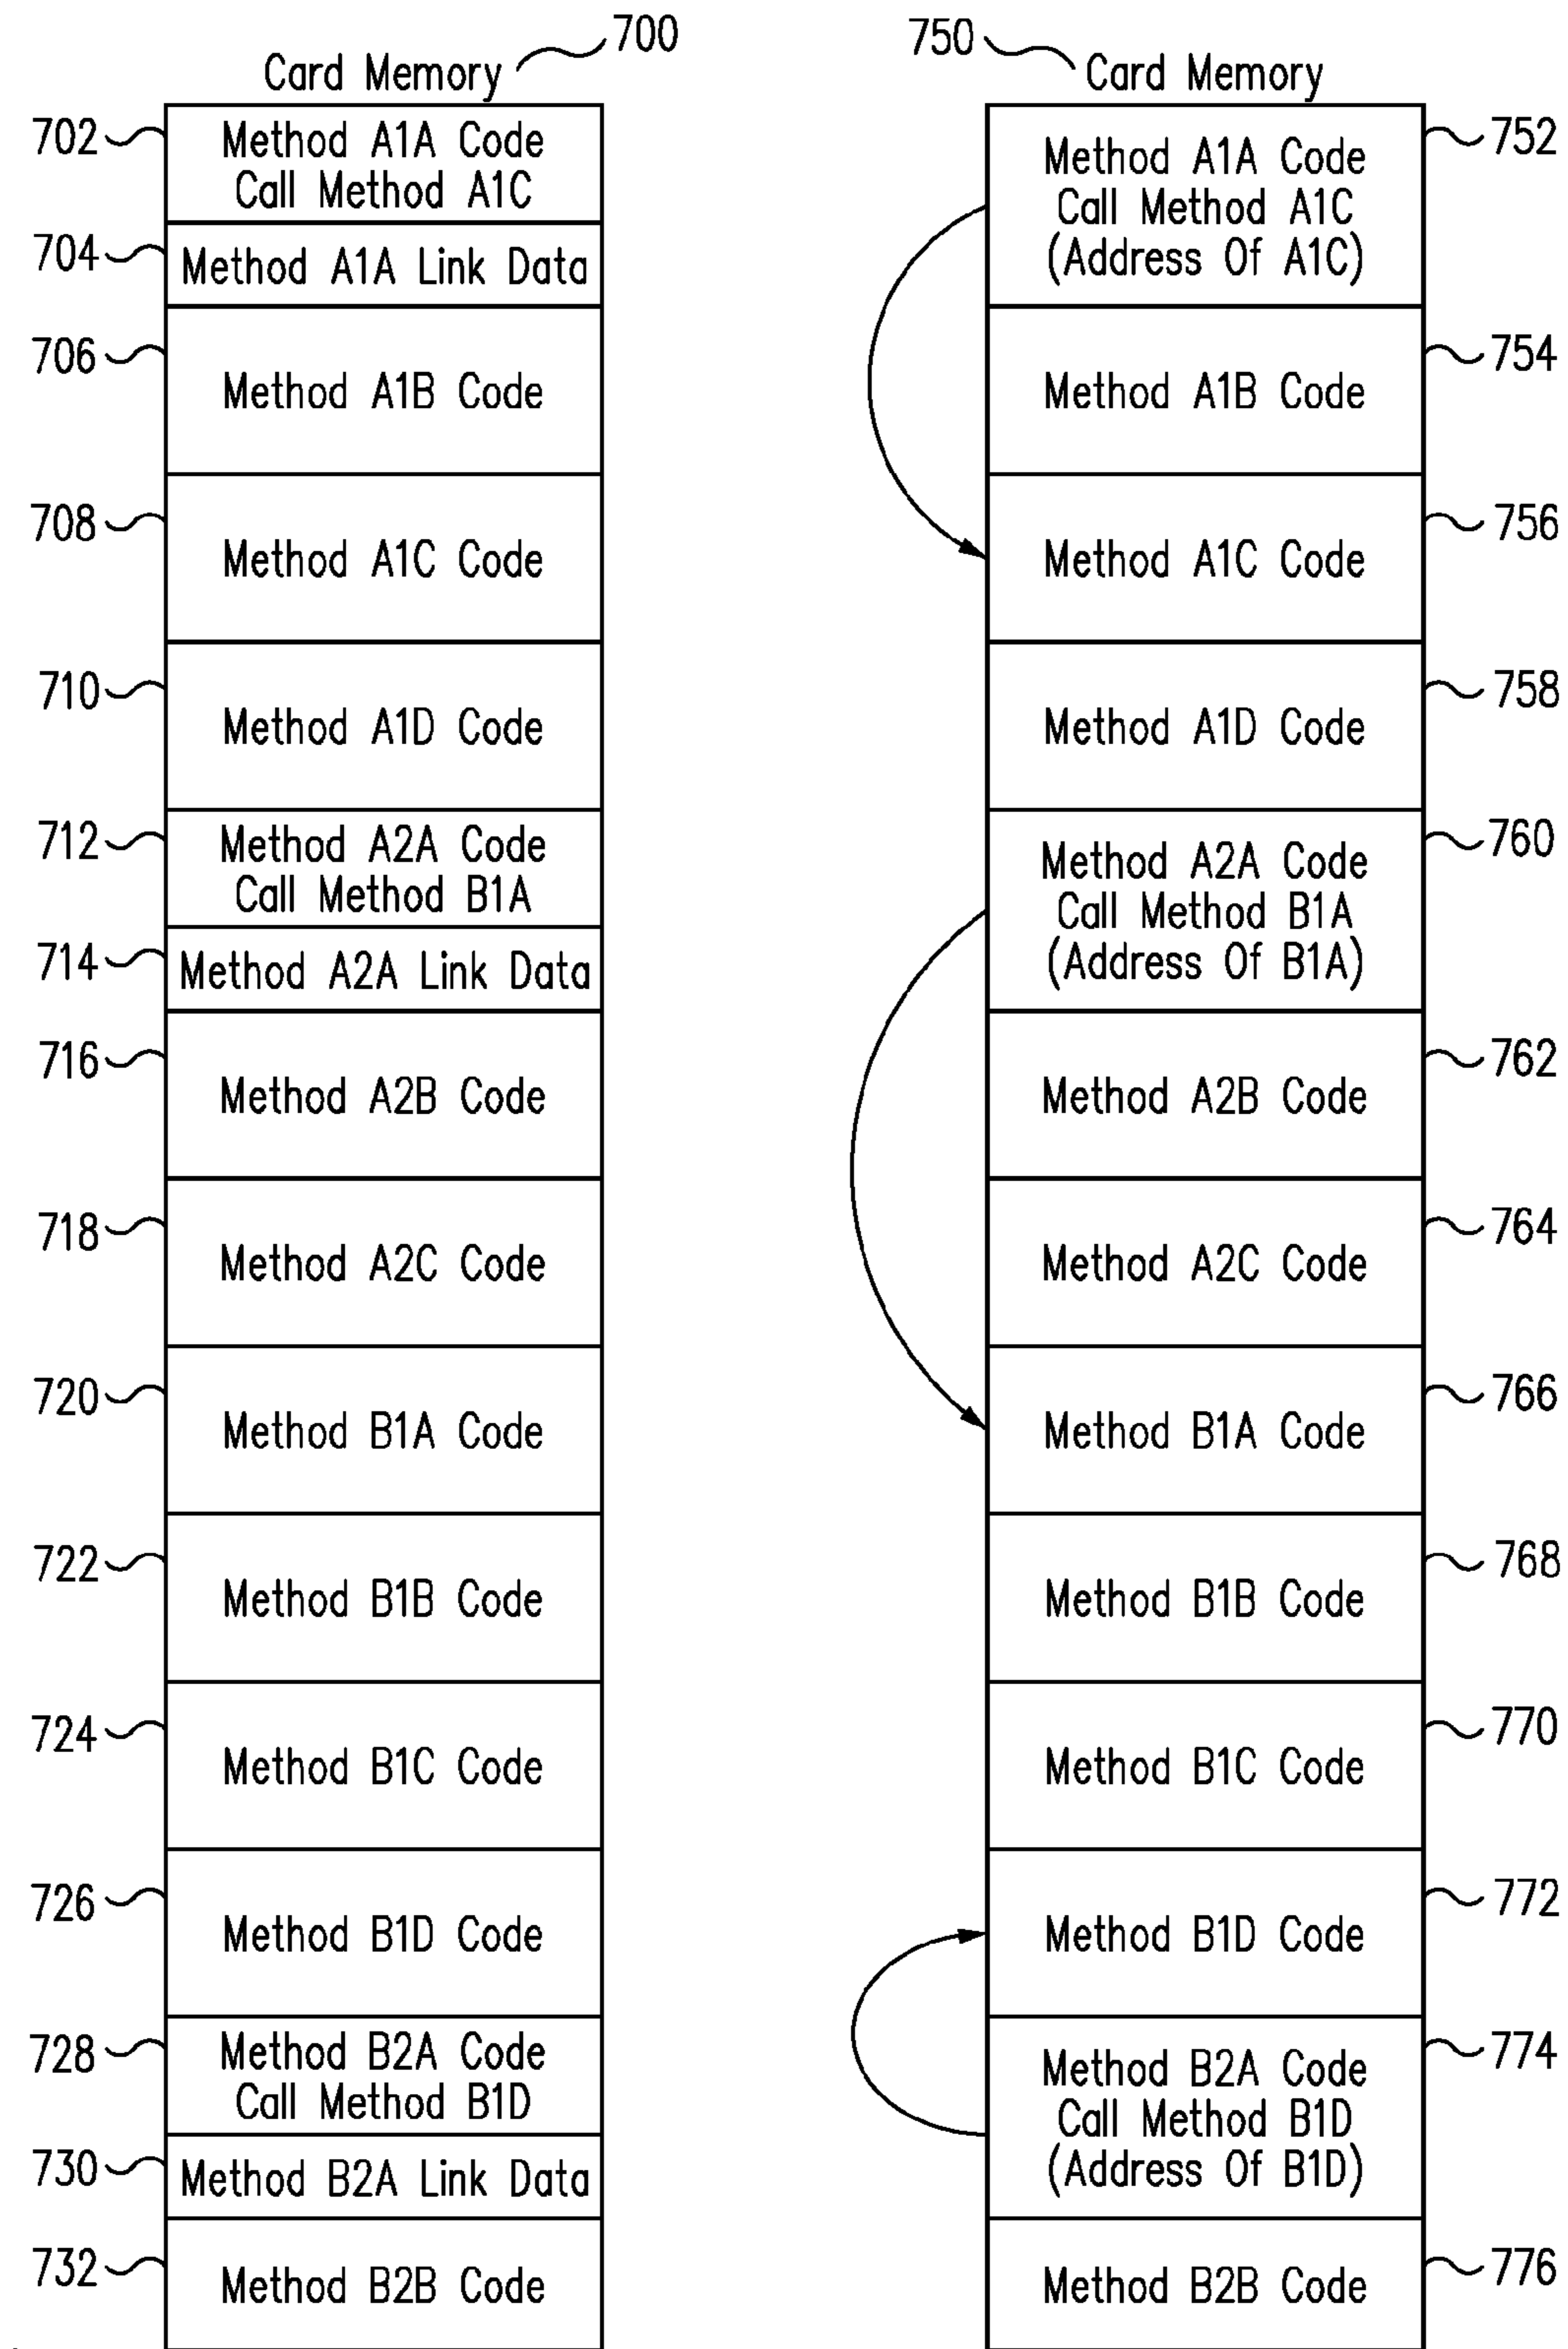 700
Card Memory
702
Method A1A Code
Call Method A1C
704
Method A1A Link Data
706
Method A1B Code
708
Method A1C Code
710
Method A1D Code
712
Method A2A Code
Call Method B1A
714
Method A2A Link Data
716
Method A2B Code
718
Method A2C Code
720
Method B1A Code
722
Method B1B Code
724
Method B1C Code
726
Method B1D Code
728
Method B2A Code
Call Method B1D
730
Method B2A Link Data
732
Method B2B Code
750
Card Memory
752
Method A1A Code
Call Method A1C
(Address Of A1C)
754
Method A1B Code
756
Method A1C Code
758
Method A1D Code
760
Method A2A Code
Call Method B1A
(Address Of B1A)
762
Method A2B Code
764
Method A2C Code
766
Method B1A Code
768
Method B1B Code
770
Method B1C Code
772
Method B1D Code
774
Method B2A Code
Call Method B1D
(Address Of B1D)
776
Method B2B Code